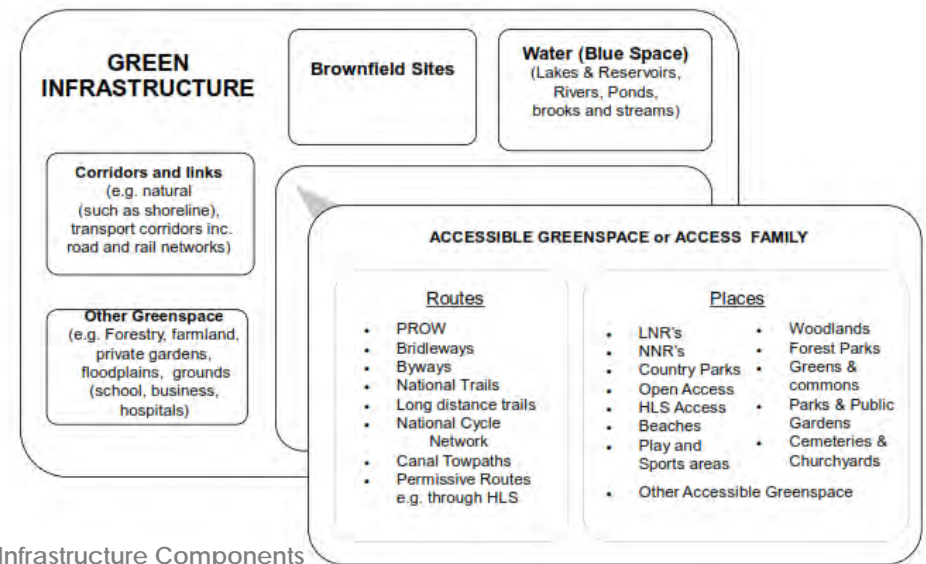 GREEN
INFRASTRUCTURE
Brownfield Sites
Water (Blue Space)
(Lakes & Reservoirs,
Rivers, Ponds,
brooks and streams)
Corridors and links
(e.g. natural
(such as shoreline),
transport corridors inc.
road and rail networks)
Other Greenspace
(e.g. Forestry, farmland,
private gardens,
floodplains, grounds
(school, business,
hospitals)
ACCESSIBLE GREENSPACE or ACCESS FAMILY
Routes
• PROW
• Bridleways
• Byways
• National Trails
• Long distance trails
• National Cycle
Network
• Canal Towpaths
• Permissive Routes
e.g. through HLS
Places
• LNR's
• NNR's
• Country Parks
• Open Access
• HLS Access
• Beaches
• Play and
Sports areas
• Woodlands
• Forest Parks
• Greens &
commons
• Parks & Public
Gardens
• Cemeteries &
Churchyards
• Other Accessible Greenspace
Infrastructure Components